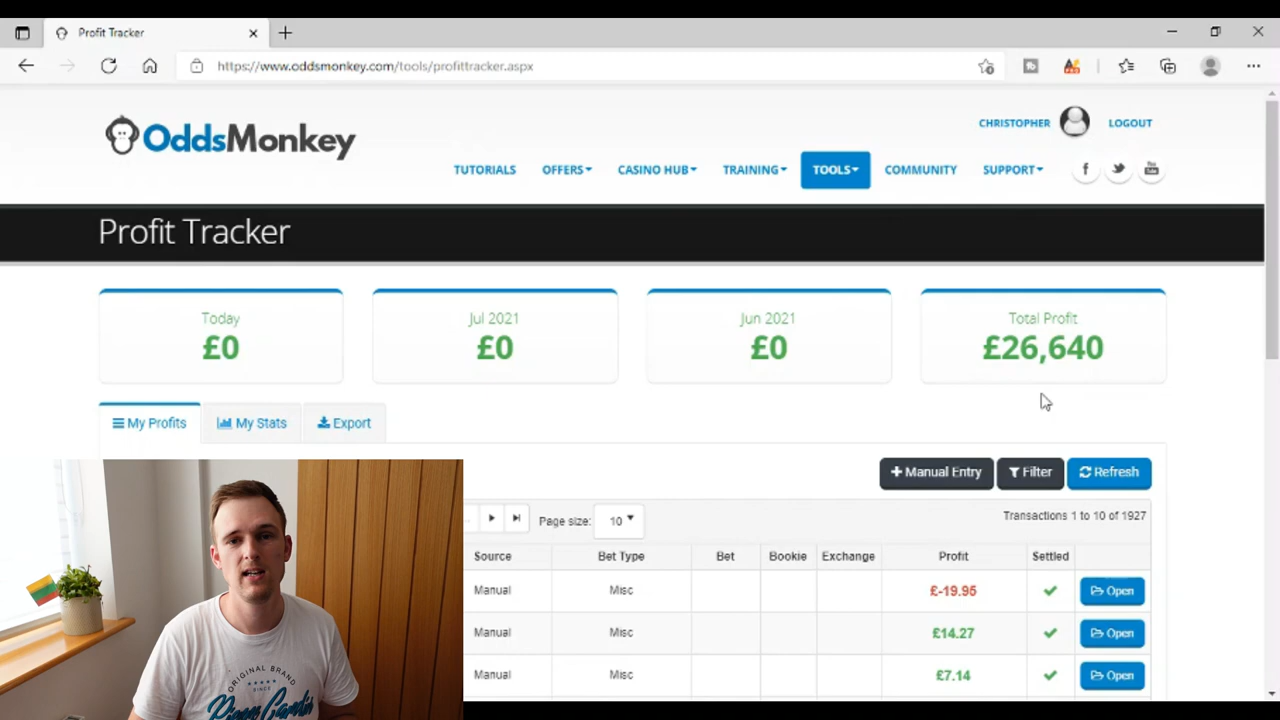 Profit Tracker
https://www.oddsmonkey.com/tools/profittracker.aspx
OddsMonkey
CHRISTOPHER LOGOUT
TUTORIALS OFFERS CASINO HUB TRAINING TOOLS COMMUNITY SUPPORT
Profit Tracker
Today Jul 2021 Jun 2021 Total Profit
£0 £0 £0 £26,640
My Profits My Stats Export
Manual Entry Filter Refresh
Page size: 10 Transactions 1 to 10 of 1927
Source Bet Type Bet Bookie Exchange Profit Settled
Manual Misc £-19.95 Open
Manual Misc £14.27 Open
Manual Misc £7.14 Open
ORIGINAL BRAND
SINCE